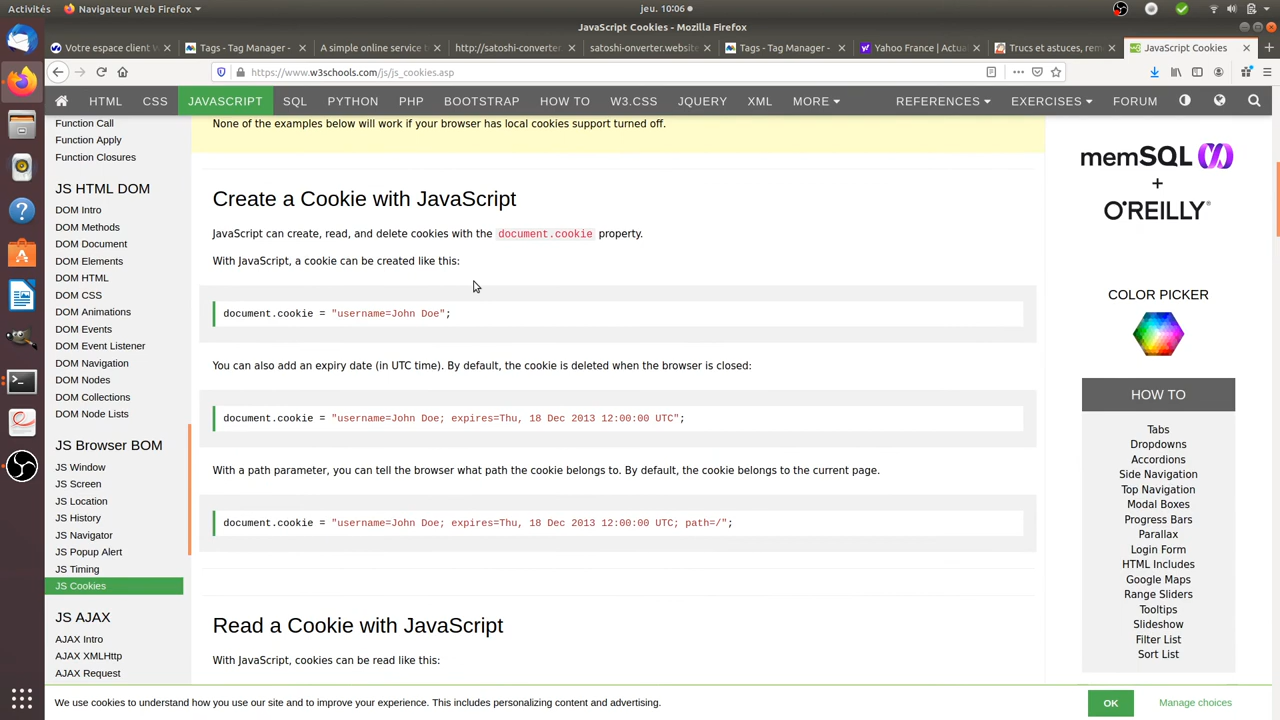 Activités
Navigateur Web Firefox
jeu. 10:06
JavaScript Cookies - Mozilla Firefox
Votre espace client W
Tags - Tag Manager -
A simple online service t
http://satoshi-converter
satoshi-onverter.website
Tags - Tag Manager -
Yahoo France | Actua
Trucs et astuces, rem
JavaScript Cookies
https://www.w3schools.com/js/js_cookies.asp
HTML CSS JAVASCRIPT SQL PYTHON PHP BOOTSTRAP HOW TO W3.CSS JQUERY XML MORE REFERENCES EXERCISES FORUM
Function Call
Function Apply
Function Closures
JS HTML DOM
DOM Intro
DOM Methods
DOM Document
DOM Elements
DOM HTML
DOM CSS
DOM Animations
DOM Events
DOM Event Listener
DOM Navigation
DOM Nodes
DOM Collections
DOM Node Lists
JS Browser BOM
JS Window
JS Screen
JS Location
JS History
JS Navigator
JS Popup Alert
JS Timing
JS Cookies
JS AJAX
AJAX Intro
AJAX XMLHttp
AJAX Request
None of the examples below will work if your browser has local cookies support turned off.
Create a Cookie with JavaScript
JavaScript can create, read, and delete cookies with the document.cookie property.
With JavaScript, a cookie can be created like this:
document.cookie = "username=John Doe";
You can also add an expiry date (in UTC time). By default, the cookie is deleted when the browser is closed:
document.cookie = "username=John Doe; expires=Thu, 18 Dec 2013 12:00:00 UTC";
With a path parameter, you can tell the browser what path the cookie belongs to. By default, the cookie belongs to the current page.
document.cookie = "username=John Doe; expires=Thu, 18 Dec 2013 12:00:00 UTC; path=/";
Read a Cookie with JavaScript
With JavaScript, cookies can be read like this:
memSQL
+
O'REILLY®
COLOR PICKER
HOW TO
Tabs
Dropdowns
Accordions
Side Navigation
Top Navigation
Modal Boxes
Progress Bars
Parallax
Login Form
HTML Includes
Google Maps
Range Sliders
Tooltips
Slideshow
Filter List
Sort List
We use cookies to understand how you use our site and to improve your experience. This includes personalizing content and advertising.
OK
Manage choices